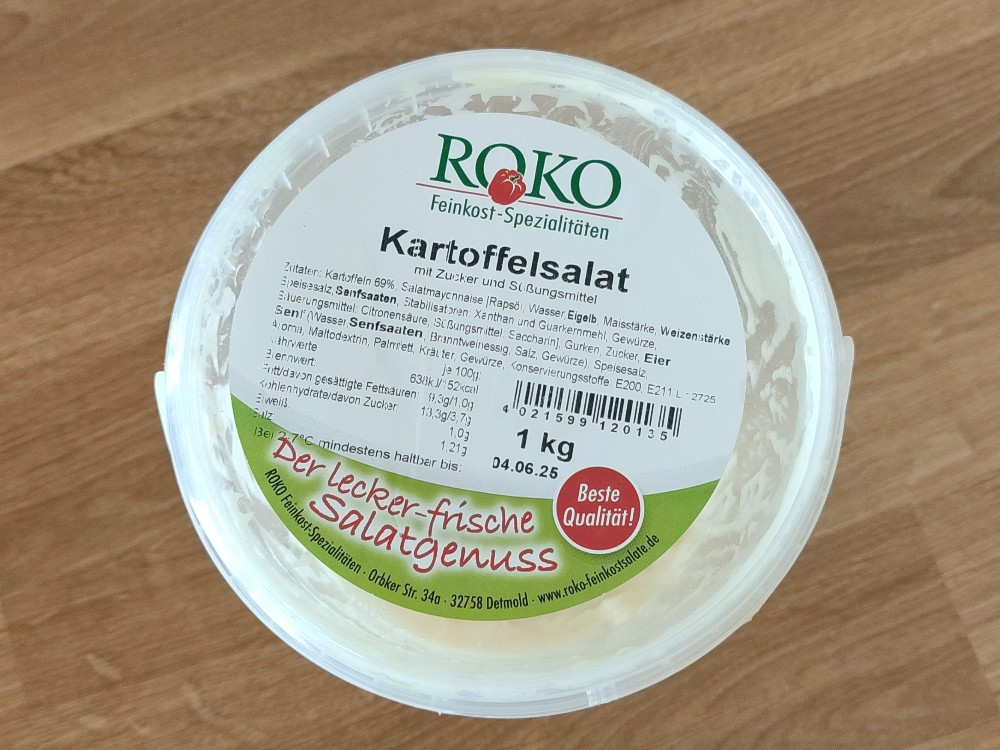 ROKO
Feinkost-Spezialitäten
Kartoffelsalat
mit Zucker und Süßungsmittel
Zutaten: Kartoffeln 69%, Salatmayonnaise [Rapsöl, Wasser, Eigelb, Maisstärke, Weizenstärke
Speisesalz, Senfsaaten, Stabilisatoren: Xanthan und Guarkernmehl, Gewürze,
Säuerungsmittel: Citronensäure, Süßungsmittel: Saccharin], Gurken, Zucker, Eier
Senf (Wasser, Senfsaaten, Branntweinessig, Salz, Gewürze), Speisesalz,
Aroma, Maltodextrin, Palmfett, Kräuter, Gewürze, Konservierungsstoffe: E200, E211 2725
Nährwerte je 100g:
Brennwert: 638kJ/152kcal
Fett/davon gesättigte Fettsäuren: 9,3g/1,0g
Kohlenhydrate/davon Zucker: 13,3g/3,7g
Eiweiß: 1,0g
Salz: 1,21g
Bei 2-7°C mindestens haltbar bis: 04.06.25
4 021599 120135
1 kg
Der lecker-frische
Salatgenuss
Beste
Qualität!
ROKO Feinkost-Spezialitäten · Orbker Str. 34a · 32758 Detmold · www.roko-feinkostsalate.de